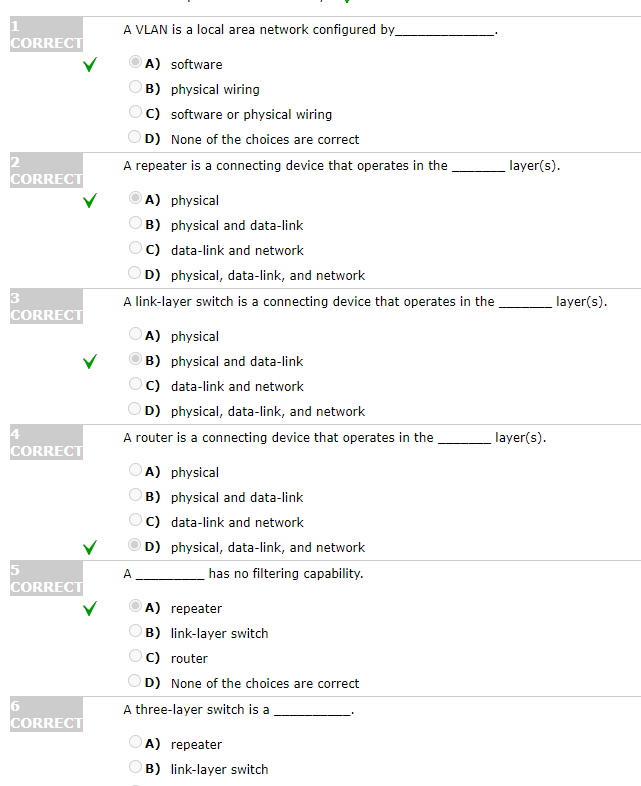 1
CORRECT
A VLAN is a local area network configured by_____________.
A) software
B) physical wiring
C) software or physical wiring
D) None of the choices are correct
2
CORRECT
A repeater is a connecting device that operates in the _______ layer(s).
A) physical
B) physical and data-link
C) data-link and network
D) physical, data-link, and network
3
CORRECT
A link-layer switch is a connecting device that operates in the _______ layer(s).
A) physical
B) physical and data-link
C) data-link and network
D) physical, data-link, and network
4
CORRECT
A router is a connecting device that operates in the _______ layer(s).
A) physical
B) physical and data-link
C) data-link and network
D) physical, data-link, and network
5
CORRECT
A _________ has no filtering capability.
A) repeater
B) link-layer switch
C) router
D) None of the choices are correct
6
CORRECT
A three-layer switch is a __________.
A) repeater
B) link-layer switch